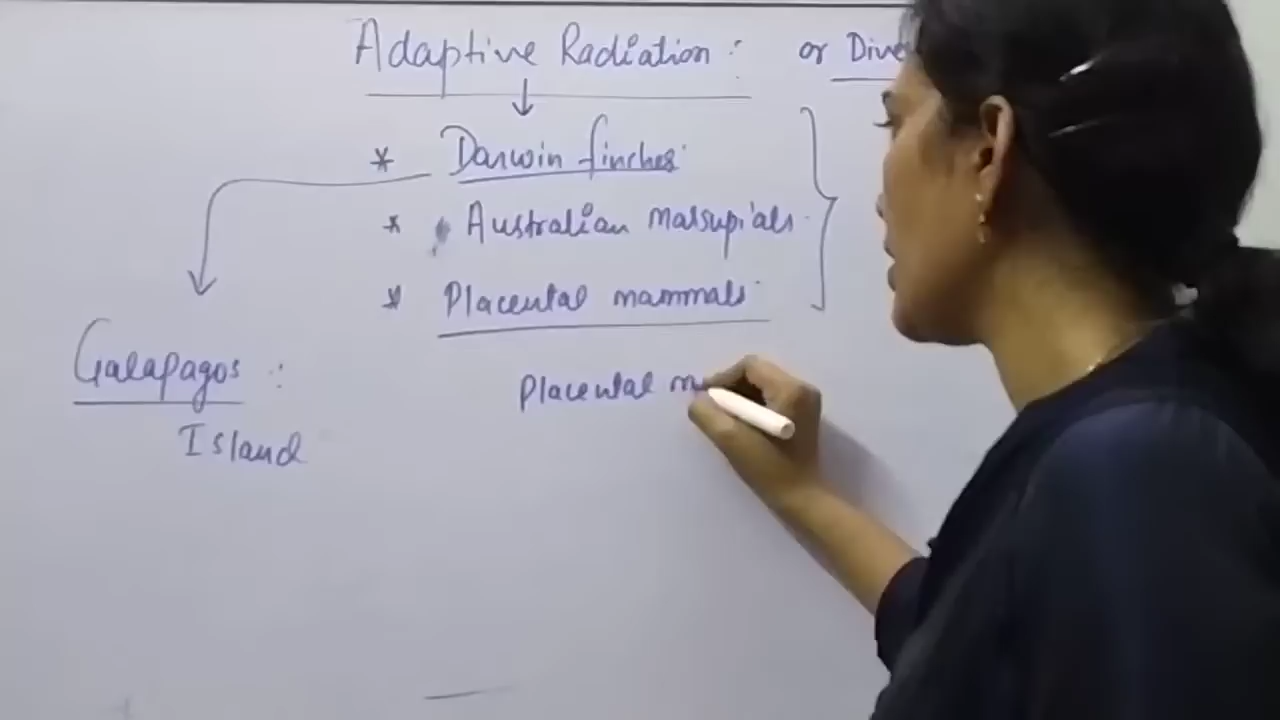 Adaptive Radiation : or Dive
* Darwin finches
* Australian Marsupials.
* Placental mammals
Placental m
Galapagos :
Island